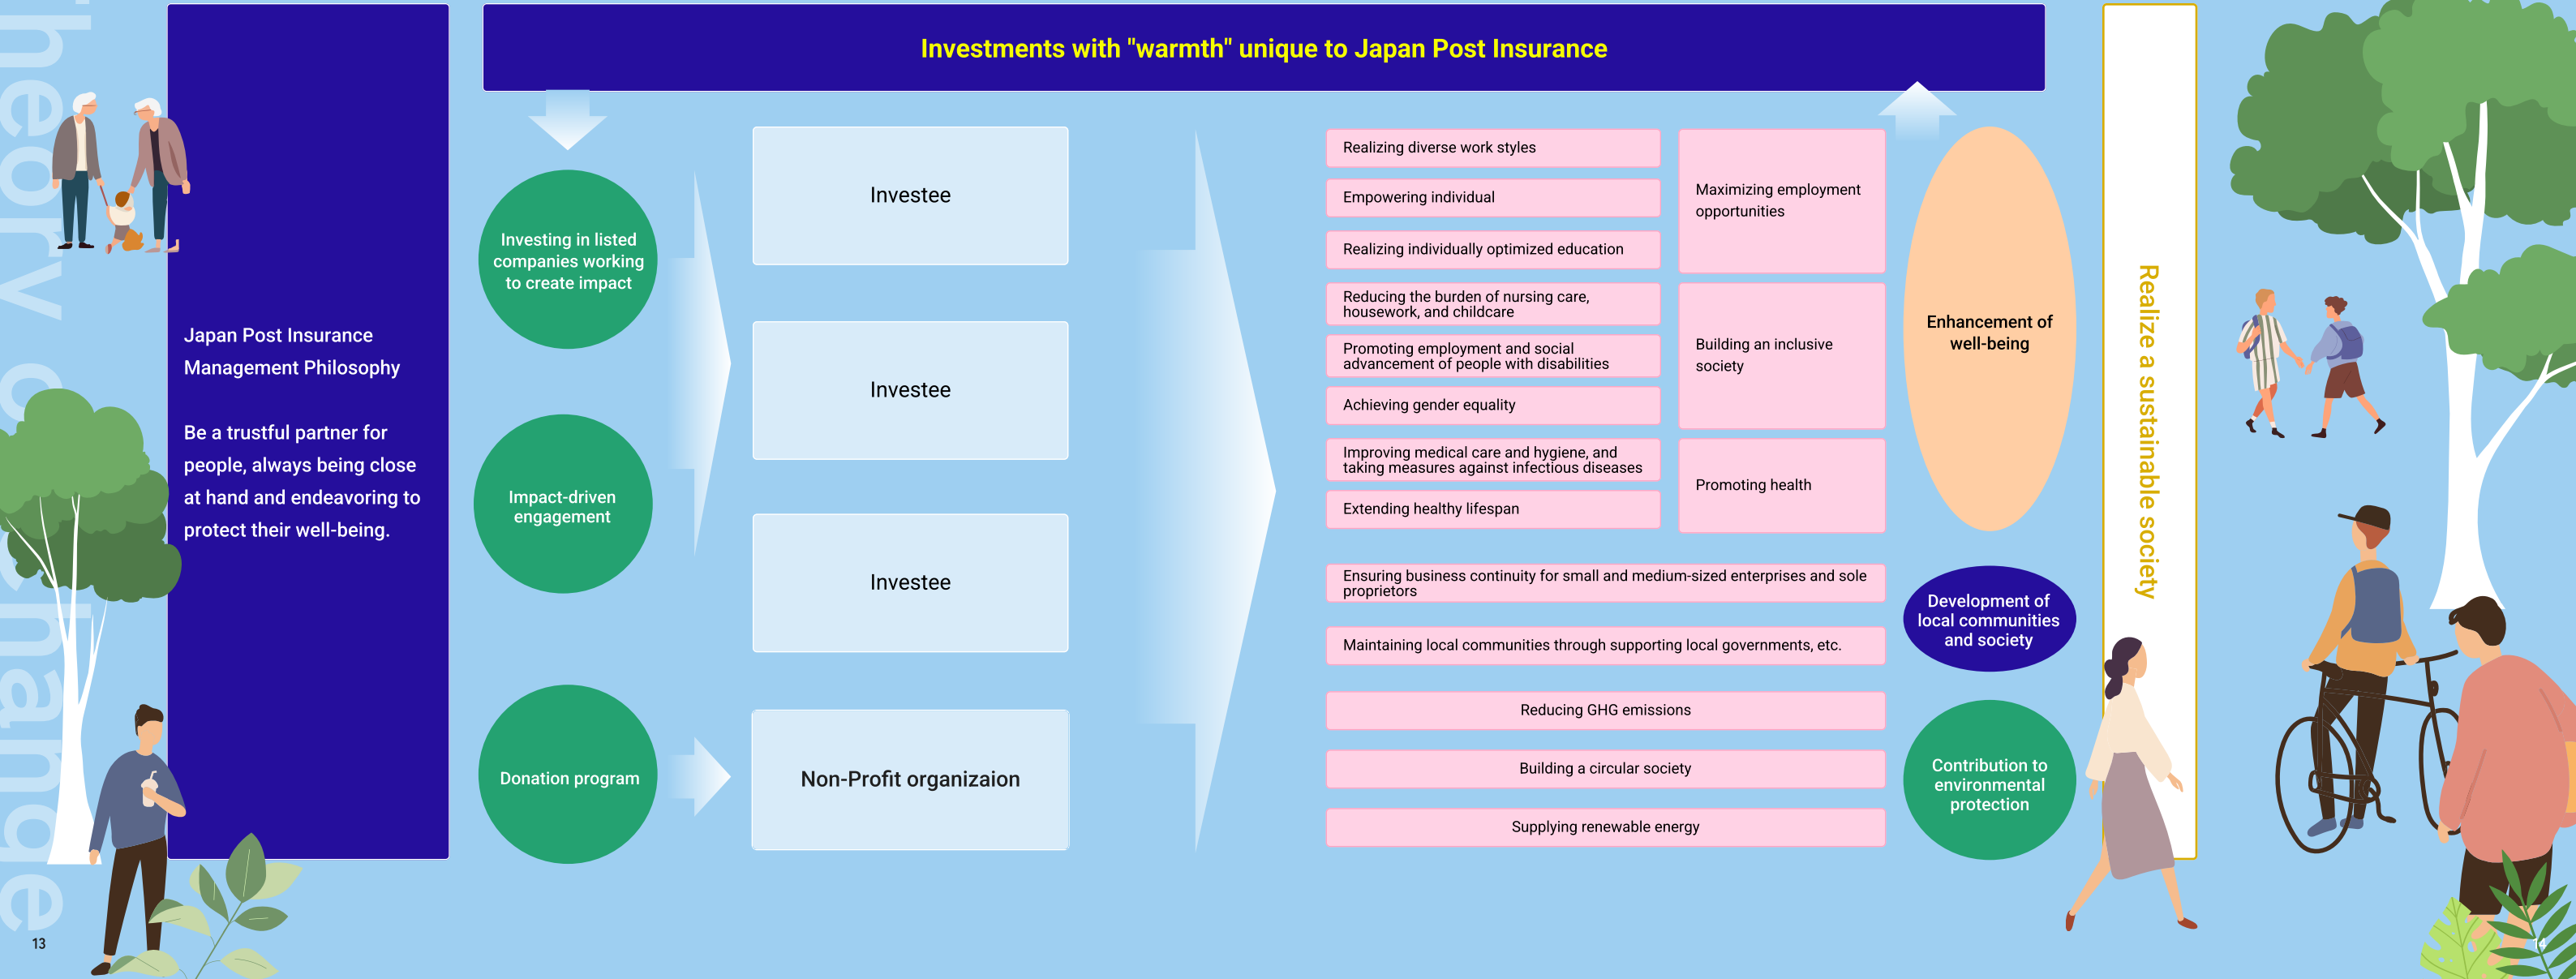 Theory of change
Japan Post Insurance
Management Philosophy
Be a trustful partner for
people, always being close
at hand and endeavoring to
protect their well-being.
Investments with "warmth" unique to Japan Post Insurance
Investing in listed
companies working
to create impact
Impact-driven
engagement
Donation program
Investee
Investee
Investee
Non-Profit organizaion
Realizing diverse work styles
Empowering individual
Realizing individually optimized education
Maximizing employment
opportunities
Reducing the burden of nursing care,
housework, and childcare
Promoting employment and social
advancement of people with disabilities
Achieving gender equality
Building an inclusive
society
Improving medical care and hygiene, and
taking measures against infectious diseases
Extending healthy lifespan
Promoting health
Ensuring business continuity for small and medium-sized enterprises and sole
proprietors
Maintaining local communities through supporting local governments, etc.
Reducing GHG emissions
Building a circular society
Supplying renewable energy
Enhancement of
well-being
Development of
local communities
and society
Contribution to
environmental
protection
Realize a sustainable society
13
14